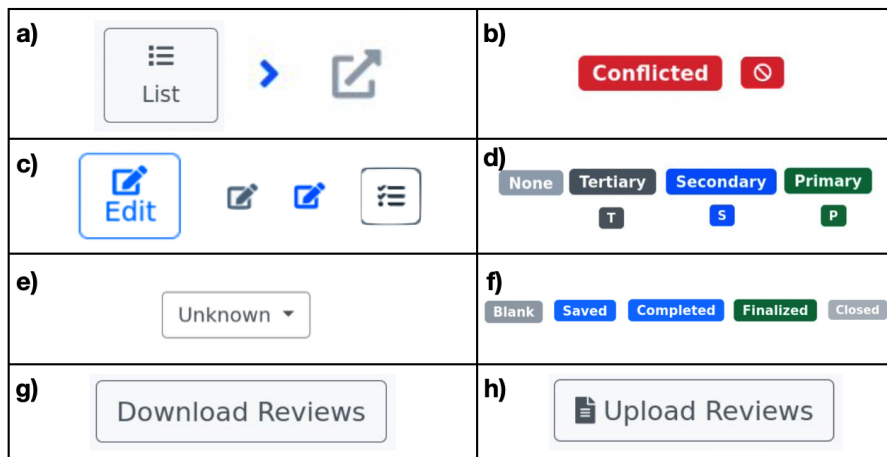 a)
List
b)
Conflicted
c)
Edit
d)
None Tertiary Secondary Primary
T S P
e)
Unknown
f)
Blank Saved Completed Finalized Closed
g)
Download Reviews
h)
Upload Reviews